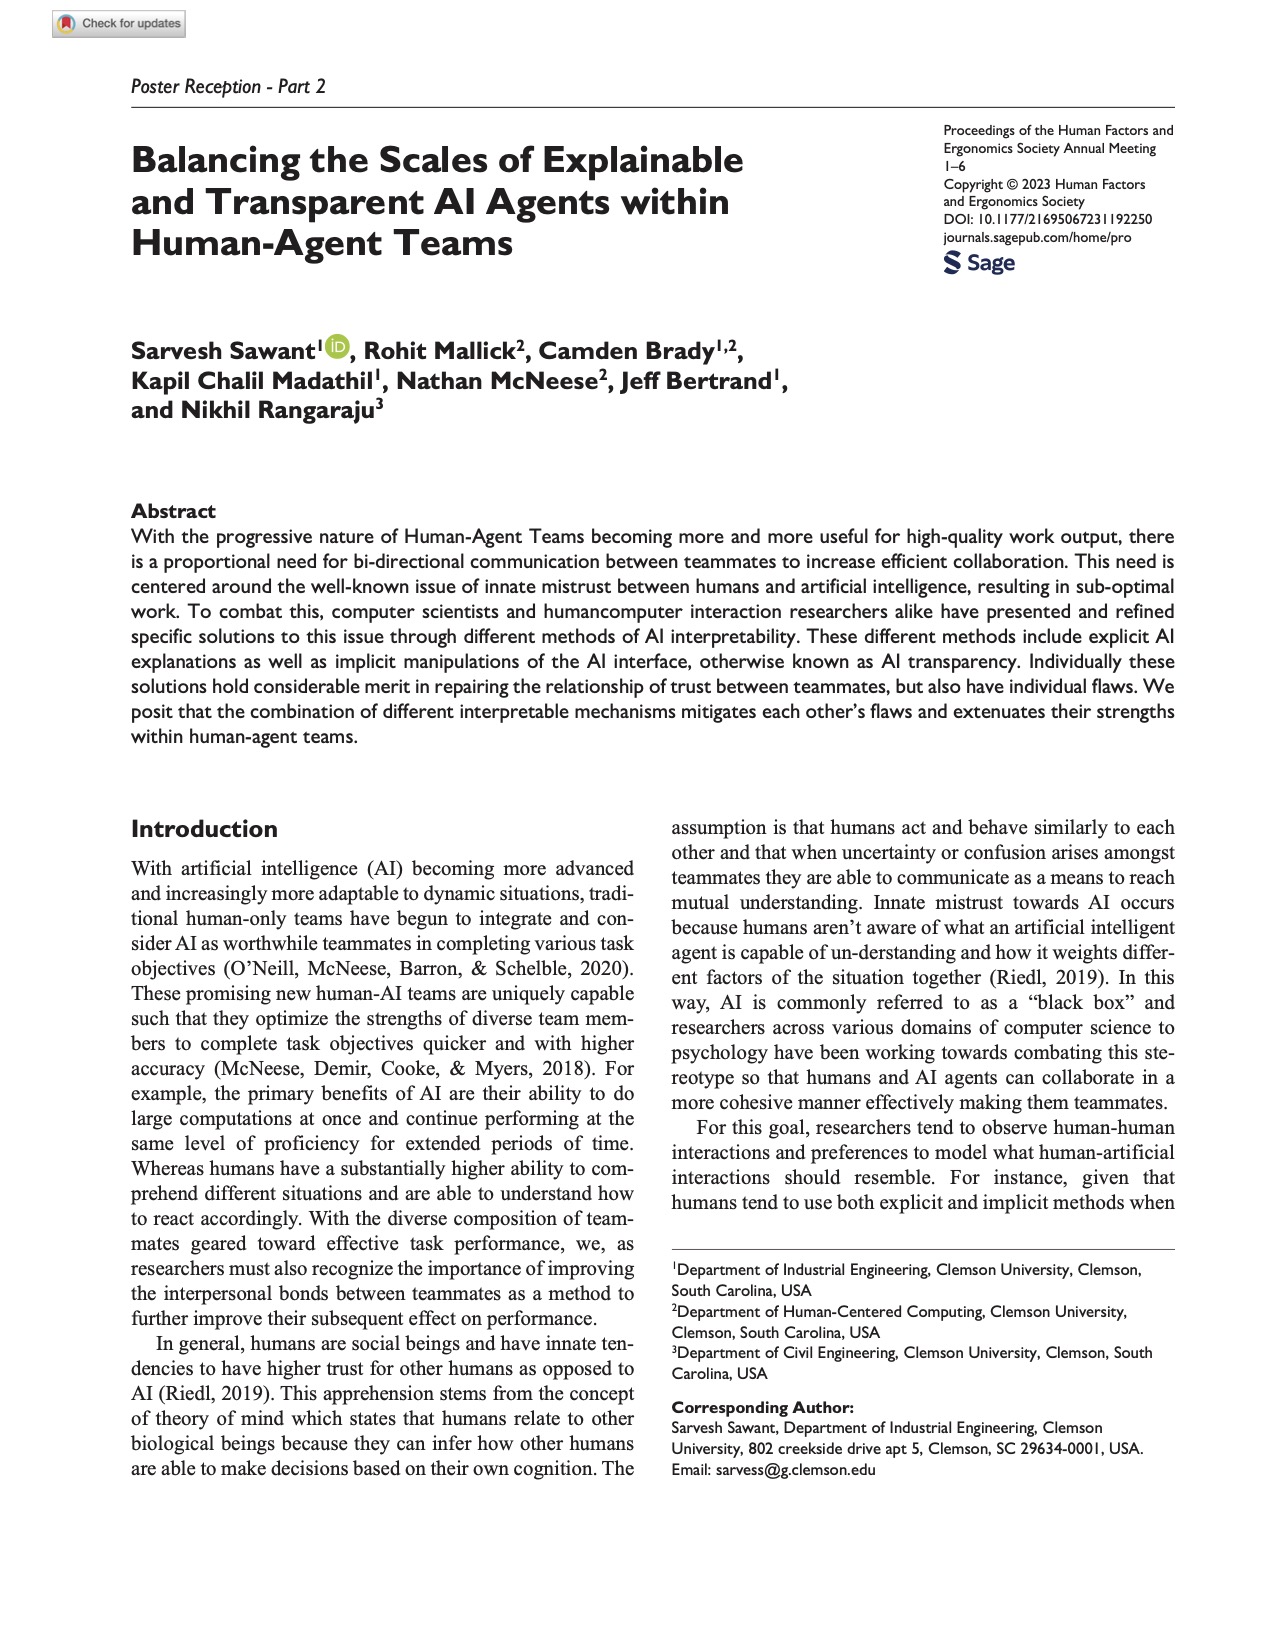 Check for updates
Poster Reception - Part 2
Proceedings of the Human Factors and
Ergonomics Society Annual Meeting
1–6
Copyright © 2023 Human Factors
and Ergonomics Society
DOI: 10.1177/21695067231192250
journals.sagepub.com/home/pro
Sage
Balancing the Scales of Explainable
and Transparent AI Agents within
Human-Agent Teams
Sarvesh Sawant¹ iD, Rohit Mallick², Camden Brady¹,²,
Kapil Chalil Madathil¹, Nathan McNeese², Jeff Bertrand¹,
and Nikhil Rangaraju³
Abstract
With the progressive nature of Human-Agent Teams becoming more and more useful for high-quality work output, there
is a proportional need for bi-directional communication between teammates to increase efficient collaboration. This need is
centered around the well-known issue of innate mistrust between humans and artificial intelligence, resulting in sub-optimal
work. To combat this, computer scientists and humancomputer interaction researchers alike have presented and refined
specific solutions to this issue through different methods of AI interpretability. These different methods include explicit AI
explanations as well as implicit manipulations of the AI interface, otherwise known as AI transparency. Individually these
solutions hold considerable merit in repairing the relationship of trust between teammates, but also have individual flaws. We
posit that the combination of different interpretable mechanisms mitigates each other's flaws and extenuates their strengths
within human-agent teams.
Introduction
With artificial intelligence (AI) becoming more advanced
and increasingly more adaptable to dynamic situations, tradi-
tional human-only teams have begun to integrate and con-
sider AI as worthwhile teammates in completing various task
objectives (O'Neill, McNeese, Barron, & Schelble, 2020).
These promising new human-AI teams are uniquely capable
such that they optimize the strengths of diverse team mem-
bers to complete task objectives quicker and with higher
accuracy (McNeese, Demir, Cooke, & Myers, 2018). For
example, the primary benefits of AI are their ability to do
large computations at once and continue performing at the
same level of proficiency for extended periods of time.
Whereas humans have a substantially higher ability to com-
prehend different situations and are able to understand how
to react accordingly. With the diverse composition of team-
mates geared toward effective task performance, we, as
researchers must also recognize the importance of improving
the interpersonal bonds between teammates as a method to
further improve their subsequent effect on performance.
In general, humans are social beings and have innate ten-
dencies to have higher trust for other humans as opposed to
AI (Riedl, 2019). This apprehension stems from the concept
of theory of mind which states that humans relate to other
biological beings because they can infer how other humans
are able to make decisions based on their own cognition. The
assumption is that humans act and behave similarly to each
other and that when uncertainty or confusion arises amongst
teammates they are able to communicate as a means to reach
mutual understanding. Innate mistrust towards AI occurs
because humans aren't aware of what an artificial intelligent
agent is capable of un-derstanding and how it weights differ-
ent factors of the situation together (Riedl, 2019). In this
way, AI is commonly referred to as a “black box” and
researchers across various domains of computer science to
psychology have been working towards combating this ste-
reotype so that humans and AI agents can collaborate in a
more cohesive manner effectively making them teammates.
For this goal, researchers tend to observe human-human
interactions and preferences to model what human-artificial
interactions should resemble. For instance, given that
humans tend to use both explicit and implicit methods when
¹Department of Industrial Engineering, Clemson University, Clemson,
South Carolina, USA
²Department of Human-Centered Computing, Clemson University,
Clemson, South Carolina, USA
³Department of Civil Engineering, Clemson University, Clemson, South
Carolina, USA
Corresponding Author:
Sarvesh Sawant, Department of Industrial Engineering, Clemson
University, 802 creekside drive apt 5, Clemson, SC 29634-0001, USA.
Email: sarvess@g.clemson.edu